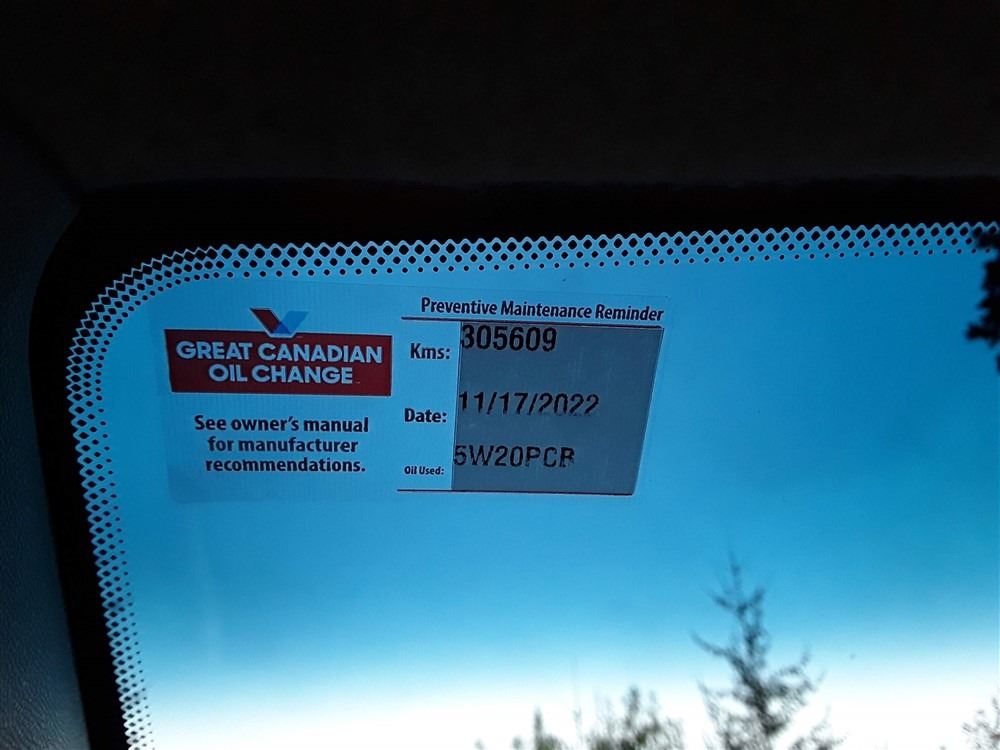 GREAT CANADIAN
OIL CHANGE
See owner's manual
for manufacturer
recommendations.
Preventive Maintenance Reminder
Kms: 305609
Date: 11/17/2022
Oil Used: 5W20PCB